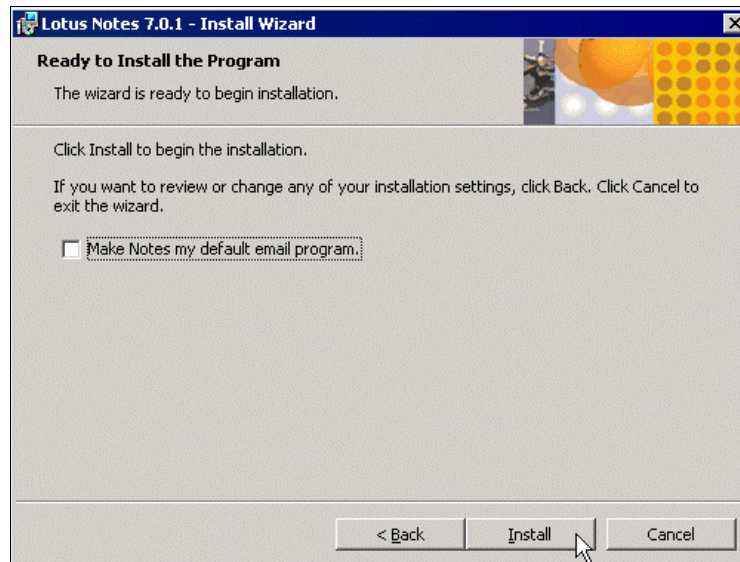 Lotus Notes 7.0.1 - Install Wizard
Ready to Install the Program
The wizard is ready to begin installation.
Click Install to begin the installation.
If you want to review or change any of your installation settings, click Back. Click Cancel to
exit the wizard.
Make Notes my default email program.
< Back Install Cancel